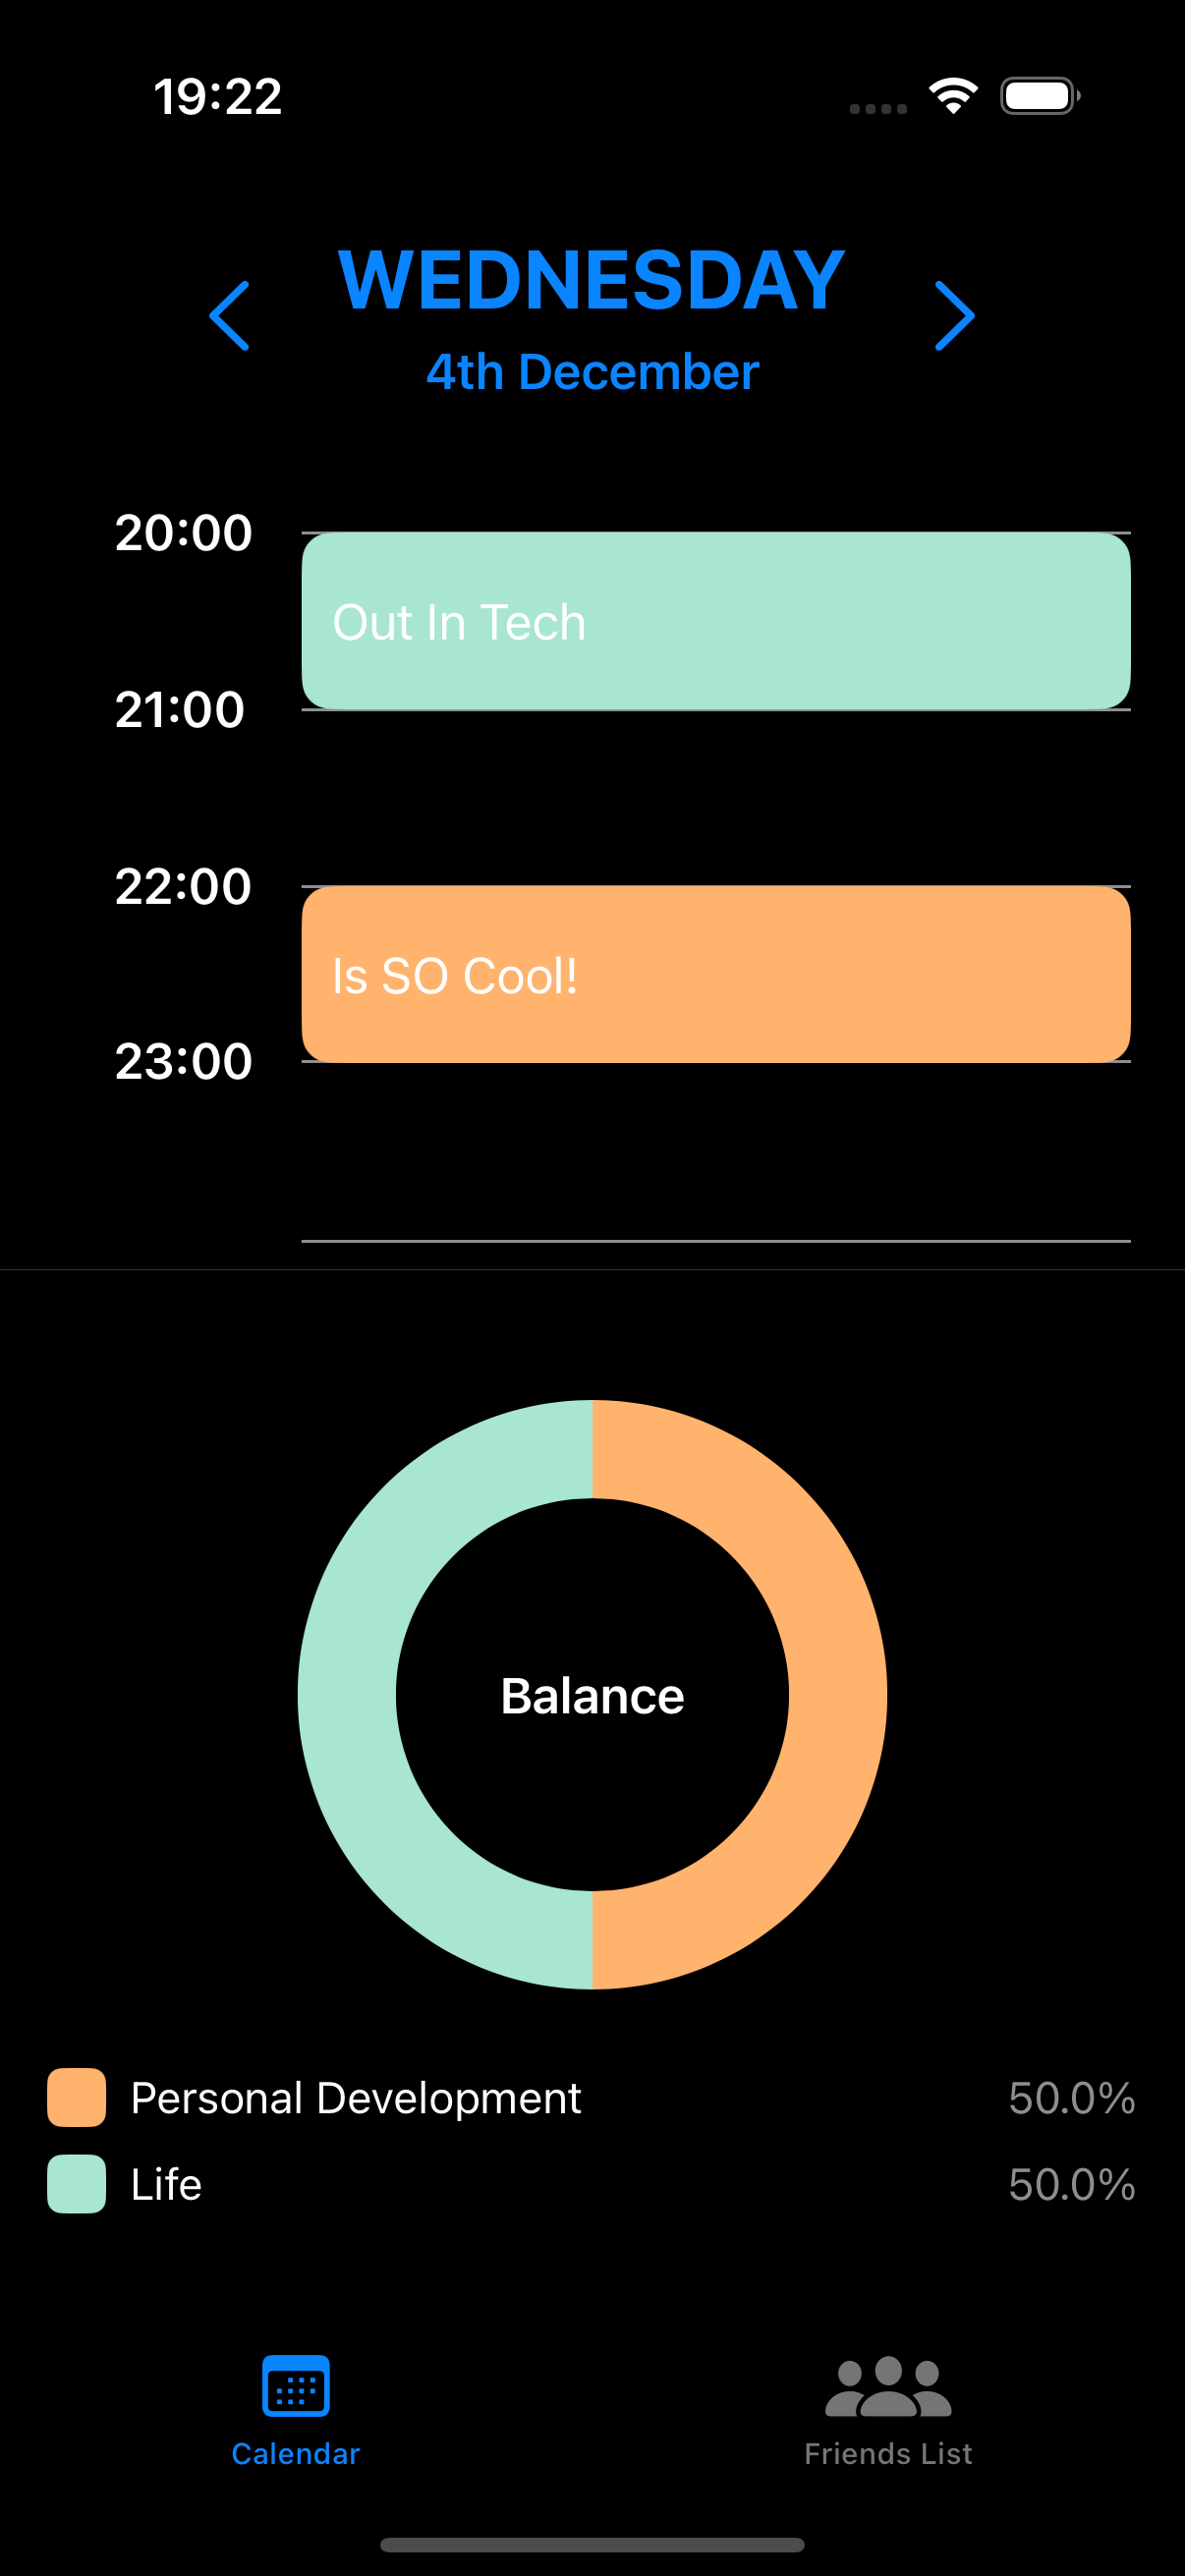 19:22
WEDNESDAY
4th December
20:00
Out In Tech
21:00
22:00
Is SO Cool!
23:00
Balance
Personal Development 50.0%
Life 50.0%
Calendar Friends List